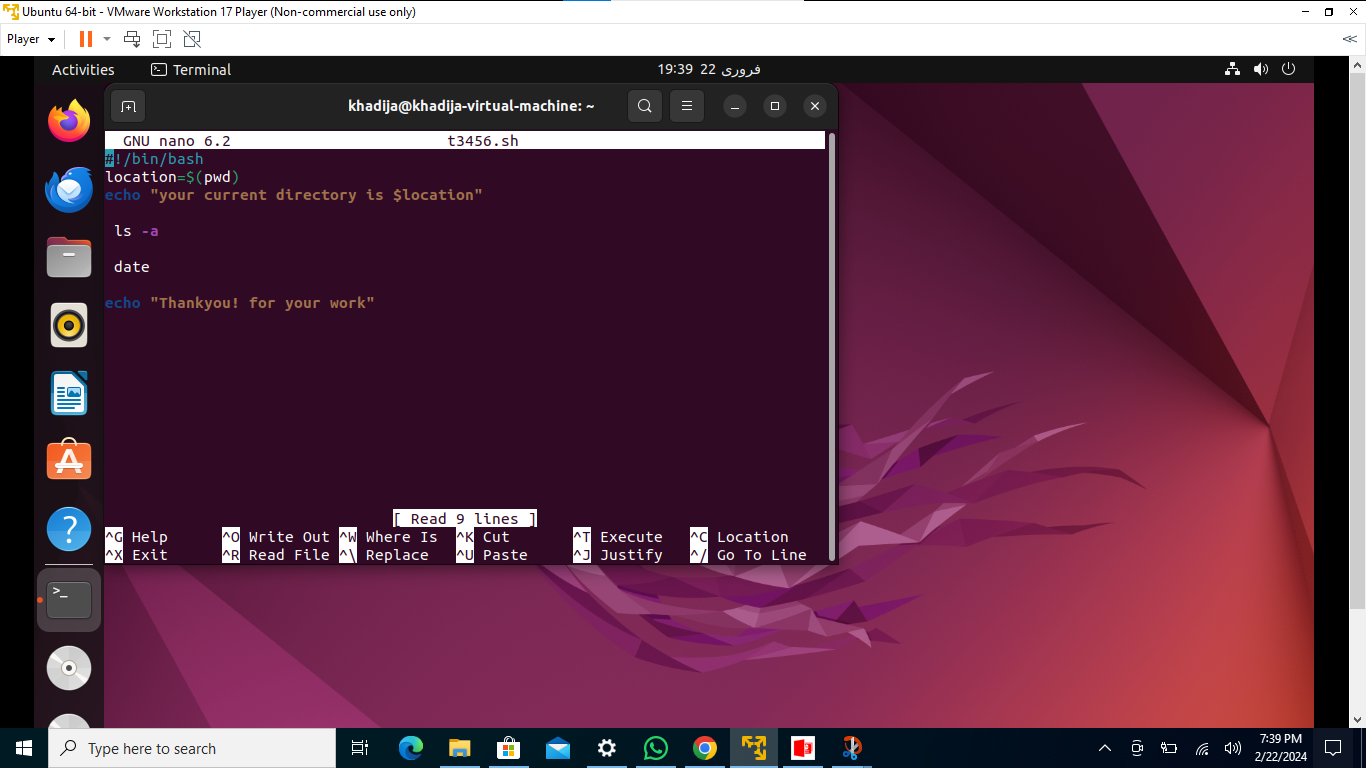 Ubuntu 64-bit - VMware Workstation 17 Player (Non-commercial use only)
Player
Activities
Terminal
19:39 22 فروری
khadija@khadija-virtual-machine: ~
GNU nano 6.2 t3456.sh
#!/bin/bash
location=$(pwd)
echo "your current directory is $location"
ls -a
date
echo "Thankyou! for your work"
[ Read 9 lines ]
^G Help ^O Write Out ^W Where Is ^K Cut ^T Execute ^C Location
^X Exit ^R Read File ^\ Replace ^U Paste ^J Justify ^/ Go To Line
>_
Type here to search
7:39 PM
2/22/2024